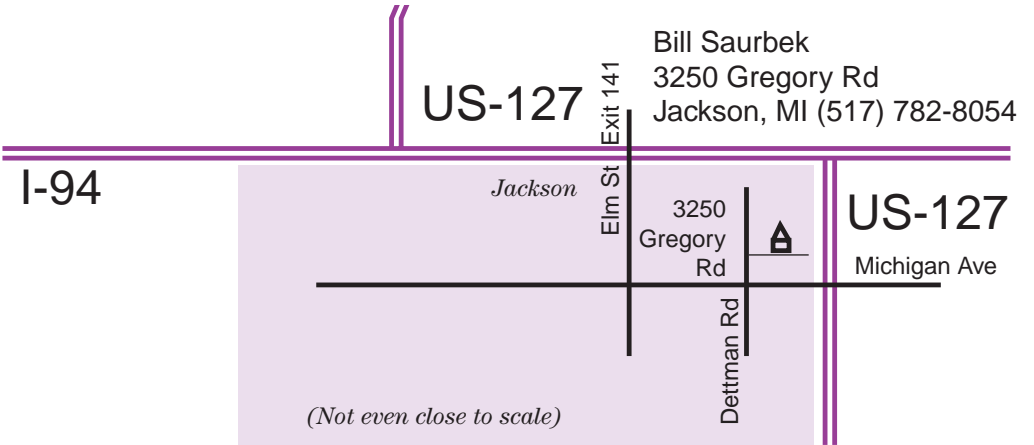 Bill Saurbek
3250 Gregory Rd
Jackson, MI (517) 782-8054
US-127
Exit 141
I-94
Jackson
Elm St
3250
Gregory
Rd
US-127
Michigan Ave
Dettman Rd
(Not even close to scale)